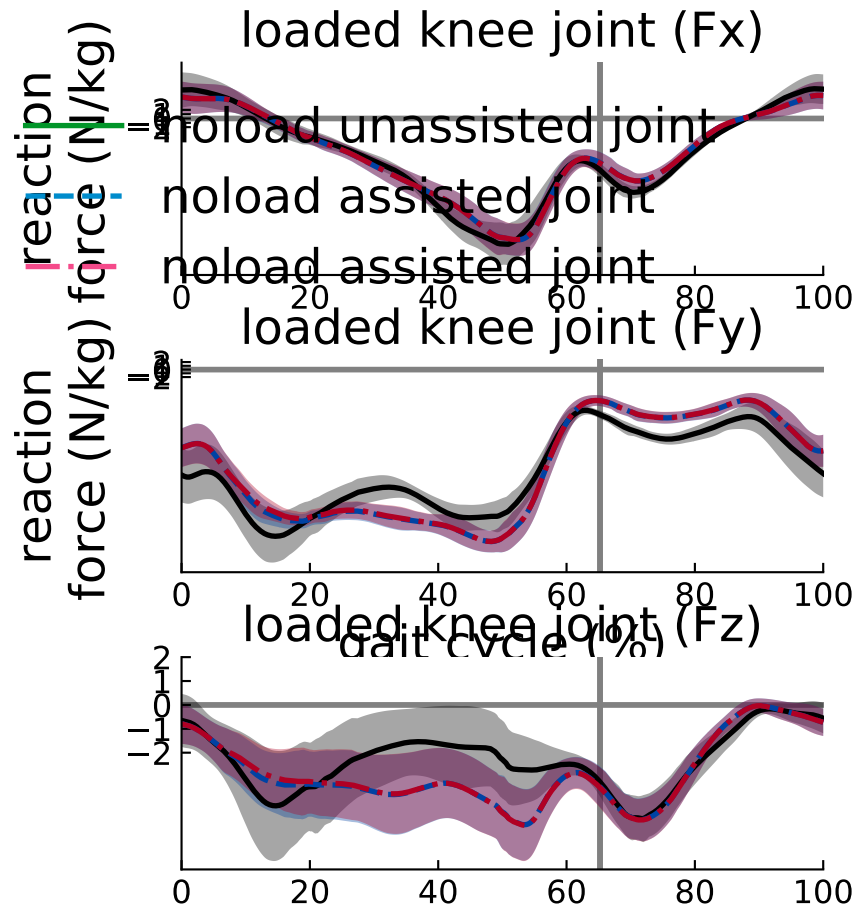 loaded knee joint (Fx)
reaction
force (N/kg)
noload unassisted joint
noload assisted joint
noload assisted joint
0 20 40 60 80 100
loaded knee joint (Fy)
reaction
force (N/kg)
0 20 40 60 80 100
gait cycle (%)
loaded knee joint (Fz)
2
1
0
−1
−2
0 20 40 60 80 100